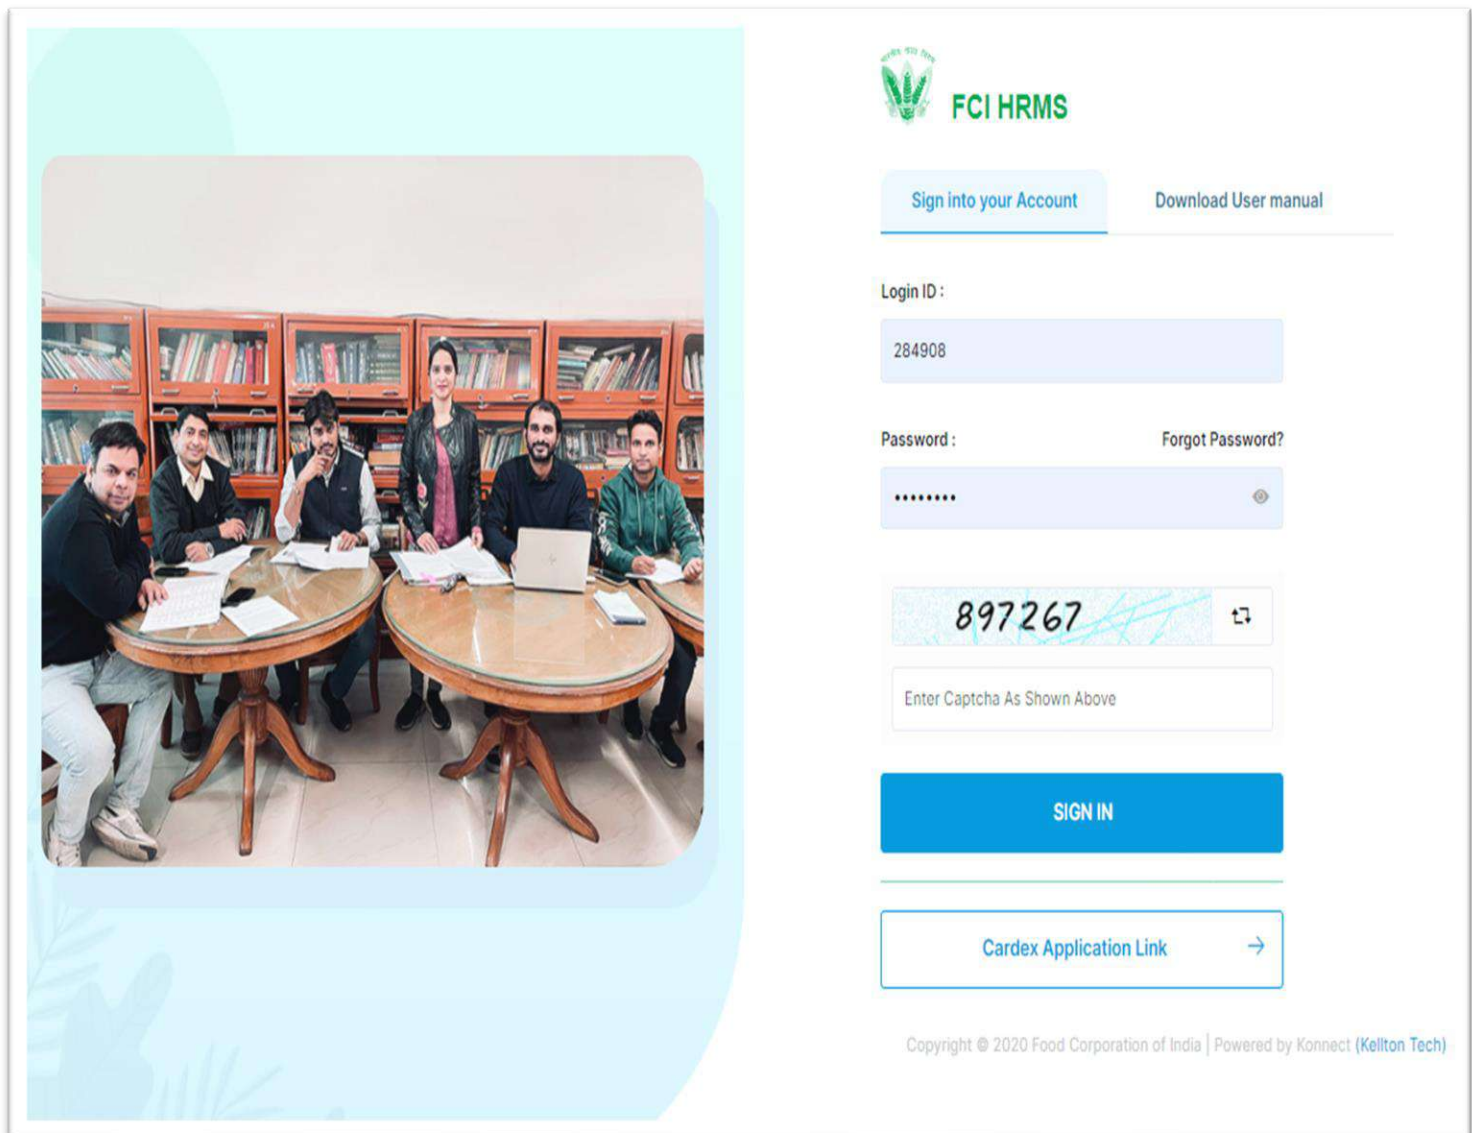 FCI HRMS
Sign into your Account
Download User manual
Login ID :
284908
Password :
Forgot Password?
••••••••
897267
Enter Captcha As Shown Above
SIGN IN
Cardex Application Link
Copyright © 2020 Food Corporation of India | Powered by Konnect (Kellton Tech)